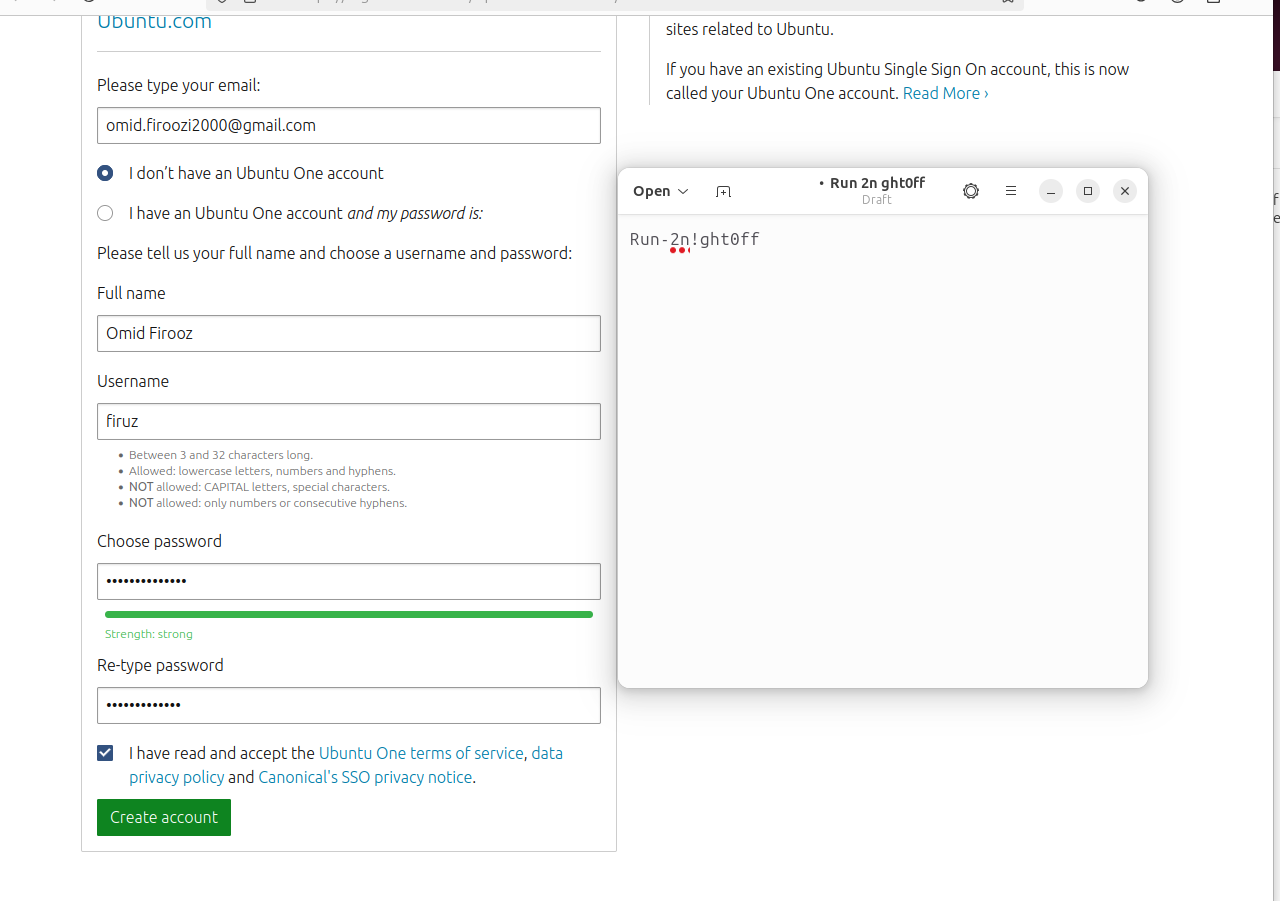 Ubuntu.com
Please type your email:
omid.firoozi2000@gmail.com
I don’t have an Ubuntu One account
I have an Ubuntu One account and my password is:
Please tell us your full name and choose a username and password:
Full name
Omid Firooz
Username
firuz
• Between 3 and 32 characters long.
• Allowed: lowercase letters, numbers and hyphens.
• NOT allowed: CAPITAL letters, special characters.
• NOT allowed: only numbers or consecutive hyphens.
Choose password
••••••••••••••
Strength: strong
Re-type password
•••••••••••••
I have read and accept the Ubuntu One terms of service, data
privacy policy and Canonical's SSO privacy notice.
Create account
sites related to Ubuntu.
If you have an existing Ubuntu Single Sign On account, this is now
called your Ubuntu One account. Read More ›
Open
• Run 2n ght0ff
Draft
Run-2n!ght0ff